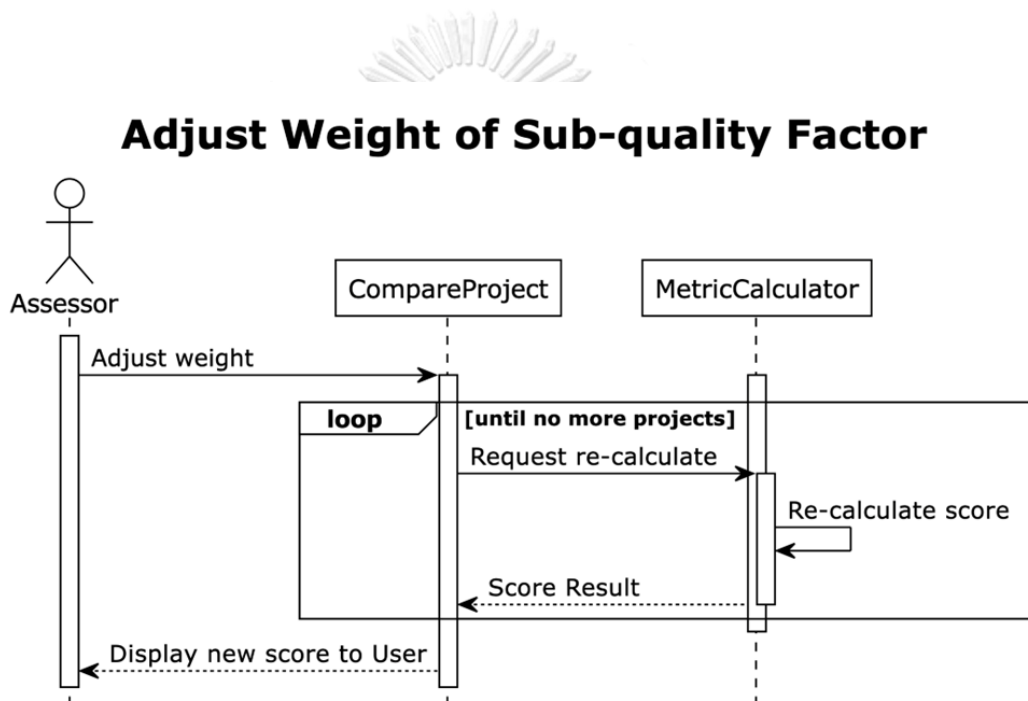 Adjust Weight of Sub-quality Factor
Assessor
CompareProject
MetricCalculator
Adjust weight
loop
[until no more projects]
Request re-calculate
Re-calculate score
Score Result
Display new score to User